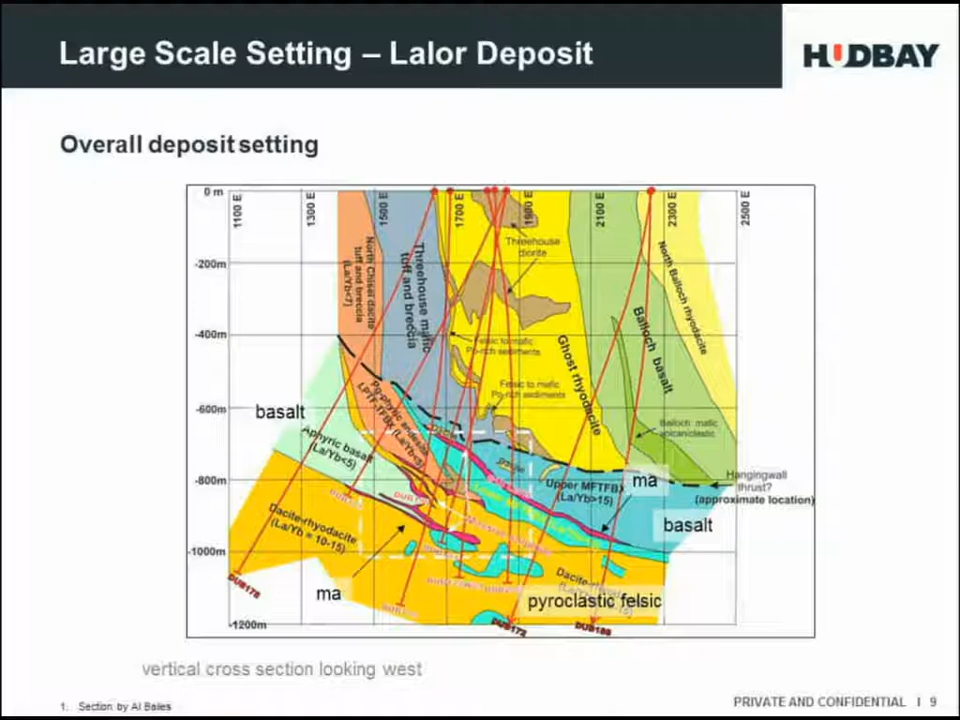 Large Scale Setting – Lalor Deposit
HUDBAY
Overall deposit setting
0 m
1100 E
1300 E
1500 E
1700 E
1900 E
2100 E
2300 E
2500 E
-200m
-400m
-600m
-800m
-1000m
-1200m
North Chisel dacite
tuff and breccia
(La/Yb<7)
Threehouse mafic
tuff and breccia
Threehouse
diorite
Felsic to mafic
Po-rich sediments
Felsic to mafic
Po-rich sediments
Ghost rhyodacite
Balloch basalt
North Balloch rhyodacite
Balloch mafic
volcaniclastic
Hangingwall
thrust?
(approximate location)
basalt
Aphyric basalt
(La/Yb<5)
Upper MFTFBX
(La/Yb>15)
ma
basalt
Dacite-rhyodacite
(La/Yb = 10-15)
ma
pyroclastic felsic
DUB178
DUB172
DUB168
vertical cross section looking west
1. Section by Al Bailes
PRIVATE AND CONFIDENTIAL I 9